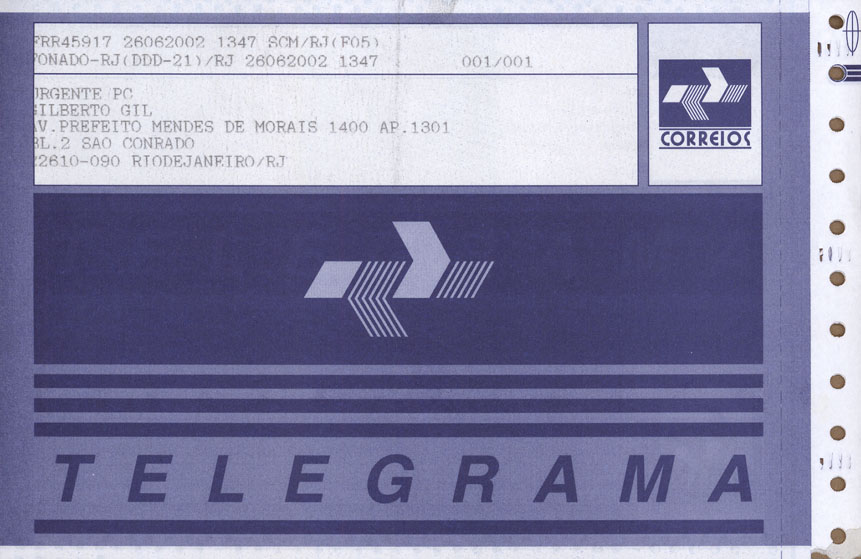 FRR45917 26062002 1347 SCM/RJ(F05)
FONADO-RJ(DDD-21)/RJ 26062002 1347 001/001
URGENTE PC
GILBERTO GIL
AV.PREFEITO MENDES DE MORAIS 1400 AP.1301
BL.2 SAO CONRADO
22610-090 RIODEJANEIRO/RJ
CORREIOS
TELEGRAMA